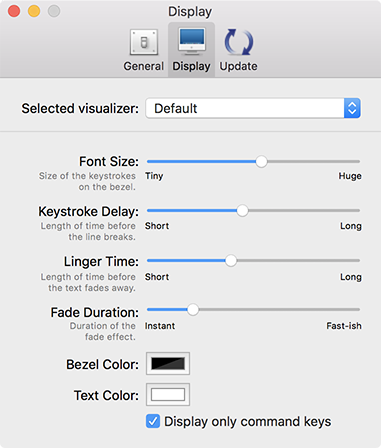 Display
General Display Update
Selected visualizer: Default
Font Size:
Size of the keystrokes
on the bezel.
Tiny Huge
Keystroke Delay:
Length of time before
the line breaks.
Short Long
Linger Time:
Length of time before
the text fades away.
Short Long
Fade Duration:
Duration of the
fade effect.
Instant Fast-ish
Bezel Color:
Text Color:
Display only command keys